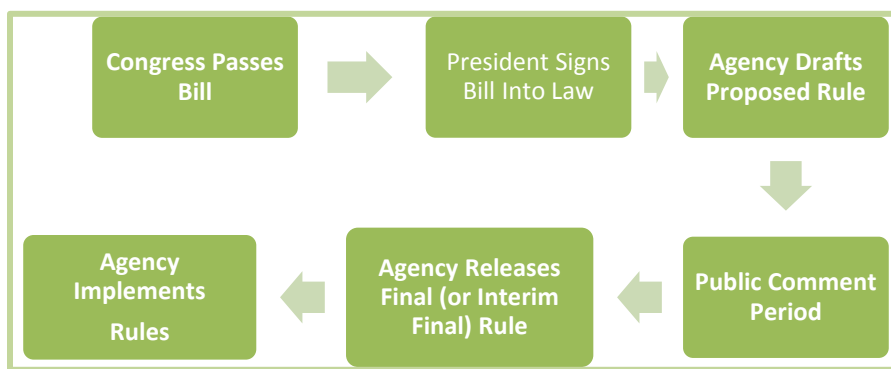 Congress Passes
Bill
President Signs
Bill Into Law
Agency Drafts
Proposed Rule
Public Comment
Period
Agency Releases
Final (or Interim
Final) Rule
Agency
Implements
Rules